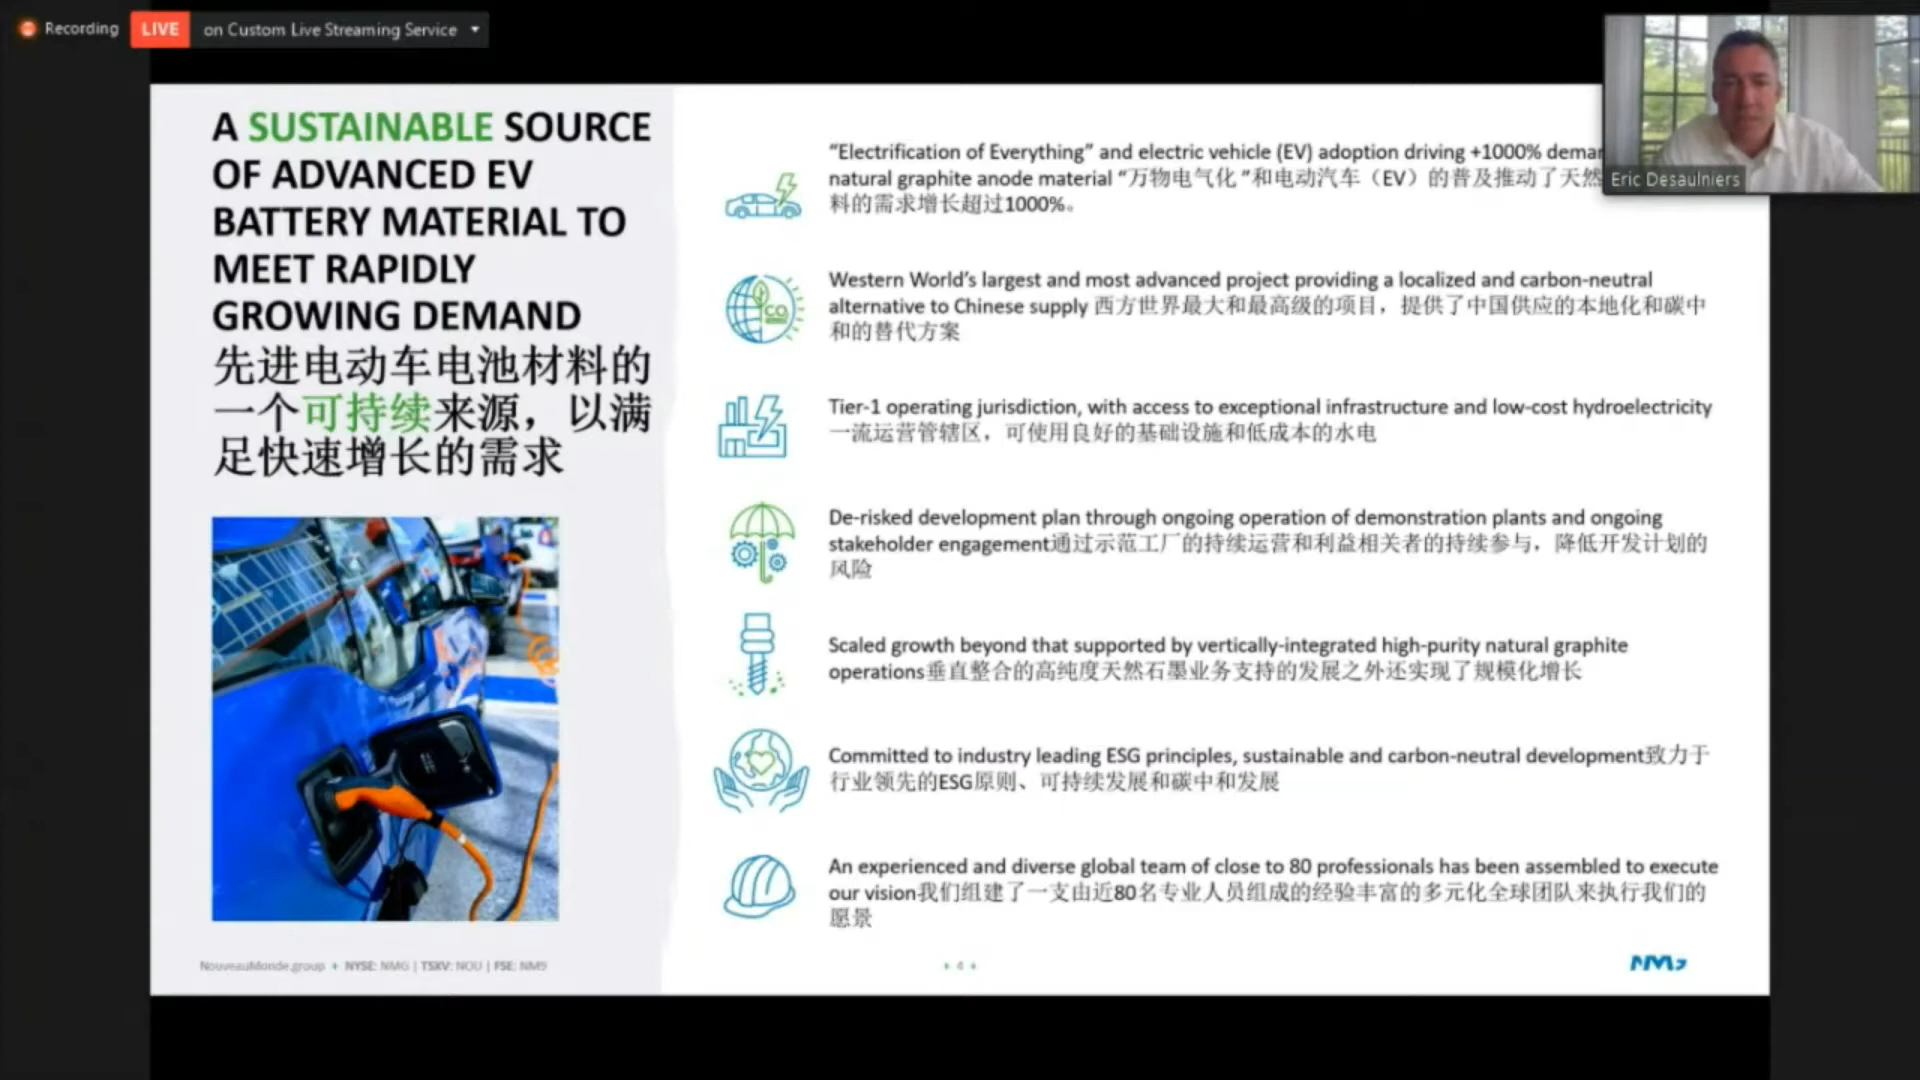 Recording
LIVE
on Custom Live Streaming Service
Eric Desaulniers
A SUSTAINABLE SOURCE
OF ADVANCED EV
BATTERY MATERIAL TO
MEET RAPIDLY
GROWING DEMAND
先进电动车电池材料的
一个可持续来源，以满
足快速增长的需求
“Electrification of Everything” and electric vehicle (EV) adoption driving +1000%
natural graphite anode material “万物电气化 ”和电动汽车（EV）的普及推动了天然
料的需求增长超过1000%。
Western World’s largest and most advanced project providing a localized and carbon-neutral
alternative to Chinese supply 西方世界最大和最高级的项目，提供了中国供应的本地化和碳中
和的替代方案
Tier-1 operating jurisdiction, with access to exceptional infrastructure and low-cost hydroelectricity
一流运营管辖区，可使用良好的基础设施和低成本的水电
De-risked development plan through ongoing operation of demonstration plants and ongoing
stakeholder engagement通过示范工厂的持续运营和利益相关者的持续参与，降低开发计划的
风险
Scaled growth beyond that supported by vertically-integrated high-purity natural graphite
operations垂直整合的高纯度天然石墨业务支持的发展之外还实现了规模化增长
Committed to industry leading ESG principles, sustainable and carbon-neutral development致力于
行业领先的ESG原则、可持续发展和碳中和发展
An experienced and diverse global team of close to 80 professionals has been assembled to execute
our vision我们组建了一支由近80名专业人员组成的经验丰富的多元化全球团队来执行我们的
愿景
NouveauMonde.group + NYSE: NMG | TSXV: NOU | FSE: NM9
4